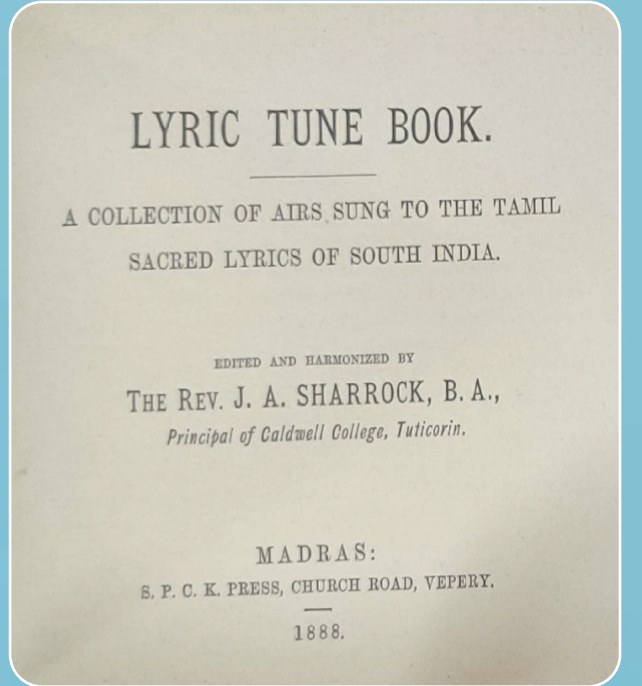 LYRIC TUNE BOOK.
A COLLECTION OF AIRS SUNG TO THE TAMIL
SACRED LYRICS OF SOUTH INDIA.
EDITED AND HARMONIZED BY
THE REV. J. A. SHARROCK, B. A.,
Principal of Caldwell College, Tuticorin.
MADRAS:
S. P. C. K. PRESS, CHURCH ROAD, VEPERY.
1888.